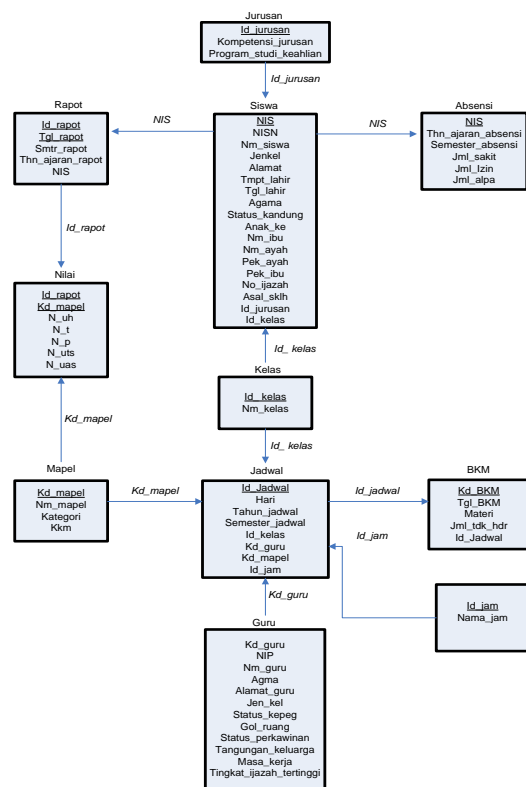 Jurusan
Id_jurusan
Kompetensi_jurusan
Program_studi_keahlian
Id_jurusan
Rapot
Id_rapot
Tgl_rapot
Smtr_rapot
Thn_ajaran_rapot
NIS
NIS
Siswa
NIS
NISN
Nm_siswa
Jenkel
Alamat
Tmpt_lahir
Tgl_lahir
Agama
Status_kandung
Anak_ke
Nm_ibu
Nm_ayah
Pek_ayah
Pek_ibu
No_ijazah
Asal_sklh
Id_jurusan
Id_kelas
NIS
Absensi
NIS
Thn_ajaran_absensi
Semester_absensi
Jml_sakit
Jml_Izin
Jml_alpa
Id_rapot
Nilai
Id_rapot
Kd_mapel
N_uh
N_t
N_p
N_uts
N_uas
Id_ kelas
Kelas
Id_ kelas
Nm_kelas
Id_ kelas
Kd_mapel
Mapel
Kd_mapel
Nm_mapel
Kategori
Kkm
Kd_mapel
Jadwal
Id_Jadwal
Hari
Tahun_jadwal
Semester_jadwal
Id_kelas
Kd_guru
Kd_mapel
Id_jam
Id_jadwal
BKM
Kd_BKM
Tgl_BKM
Materi
Jml_tdk_hdr
Id_Jadwal
Id_jam
Id_jam
Nama_jam
Kd_guru
Guru
Kd_guru
NIP
Nm_guru
Agma
Alamat_guru
Jen_kel
Status_kepeg
Gol_ruang
Status_perkawinan
Tangungan_keluarga
Masa_kerja
Tingkat_ijazah_tertinggi